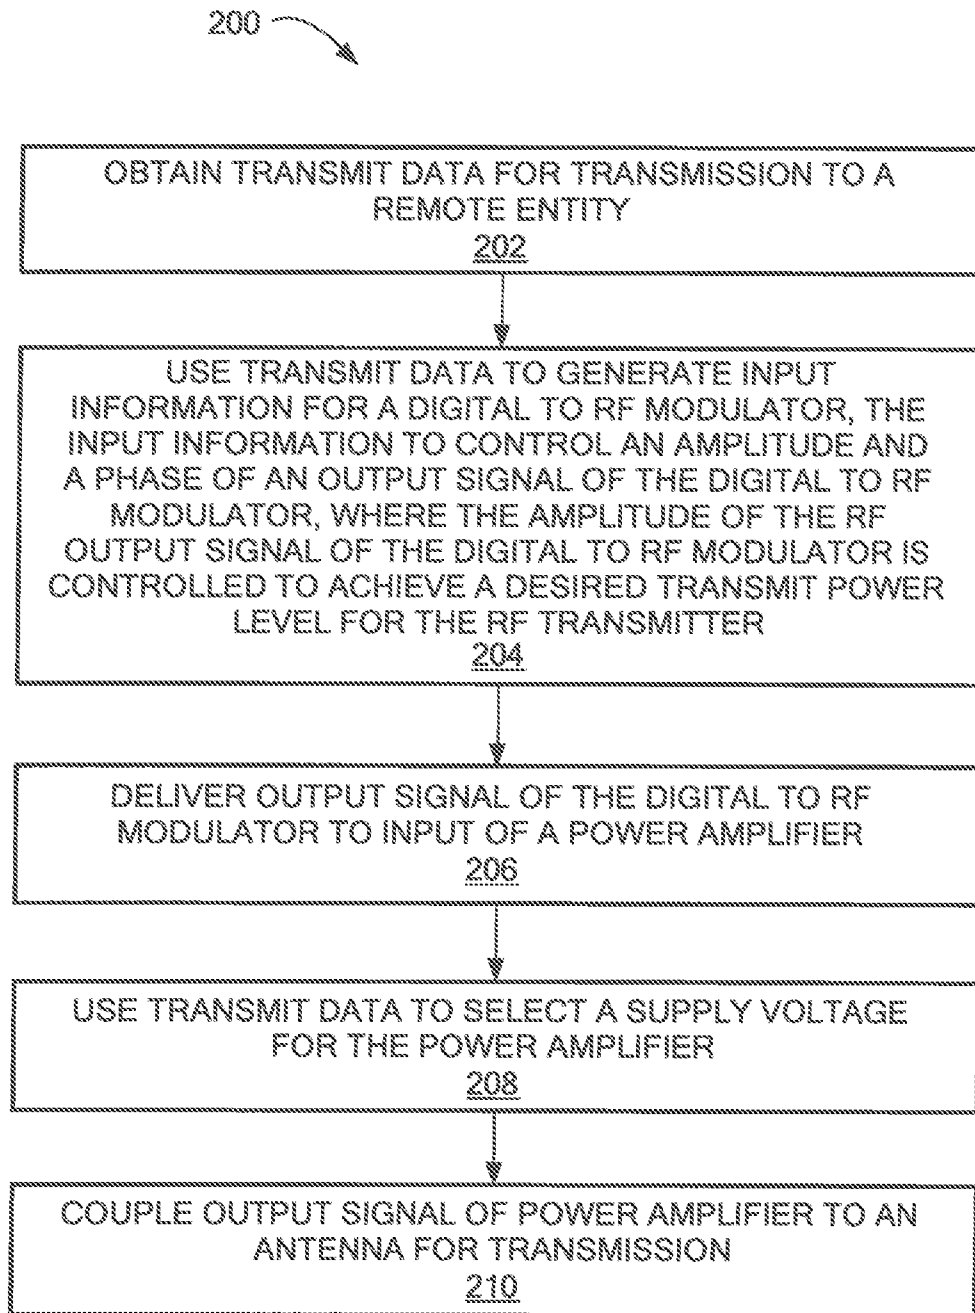 200
OBTAIN TRANSMIT DATA FOR TRANSMISSION TO A
REMOTE ENTITY
202
USE TRANSMIT DATA TO GENERATE INPUT
INFORMATION FOR A DIGITAL TO RF MODULATOR, THE
INPUT INFORMATION TO CONTROL AN AMPLITUDE AND
A PHASE OF AN OUTPUT SIGNAL OF THE DIGITAL TO RF
MODULATOR, WHERE THE AMPLITUDE OF THE RF
OUTPUT SIGNAL OF THE DIGITAL TO RF MODULATOR IS
CONTROLLED TO ACHIEVE A DESIRED TRANSMIT POWER
LEVEL FOR THE RF TRANSMITTER
204
DELIVER OUTPUT SIGNAL OF THE DIGITAL TO RF
MODULATOR TO INPUT OF A POWER AMPLIFIER
206
USE TRANSMIT DATA TO SELECT A SUPPLY VOLTAGE
FOR THE POWER AMPLIFIER
208
COUPLE OUTPUT SIGNAL OF POWER AMPLIFIER TO AN
ANTENNA FOR TRANSMISSION
210